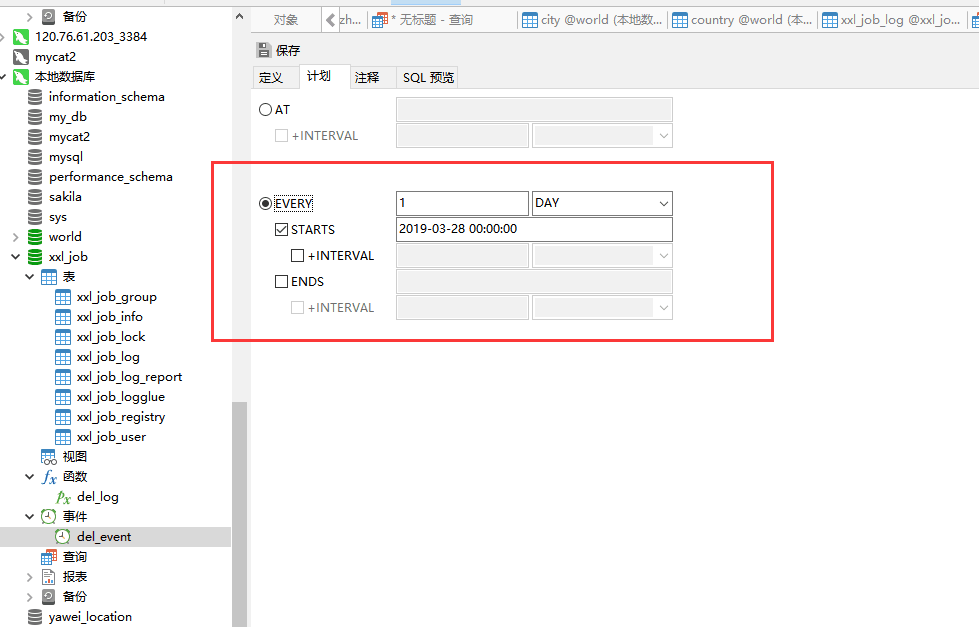 备份
120.76.61.203_3384
mycat2
本地数据库
information_schema
my_db
mycat2
mysql
performance_schema
sakila
sys
world
xxl_job
表
xxl_job_group
xxl_job_info
xxl_job_lock
xxl_job_log
xxl_job_log_report
xxl_job_logglue
xxl_job_registry
xxl_job_user
视图
fx 函数
px del_log
事件
del_event
查询
报表
备份
yawei_location
对象 zh... * 无标题 - 查询 city @world (本地数... country @world (本... xxl_job_log @xxl_jo...
保存
定义 计划 注释 SQL 预览
AT
+INTERVAL
EVERY 1 DAY
STARTS 2019-03-28 00:00:00
+INTERVAL
ENDS
+INTERVAL